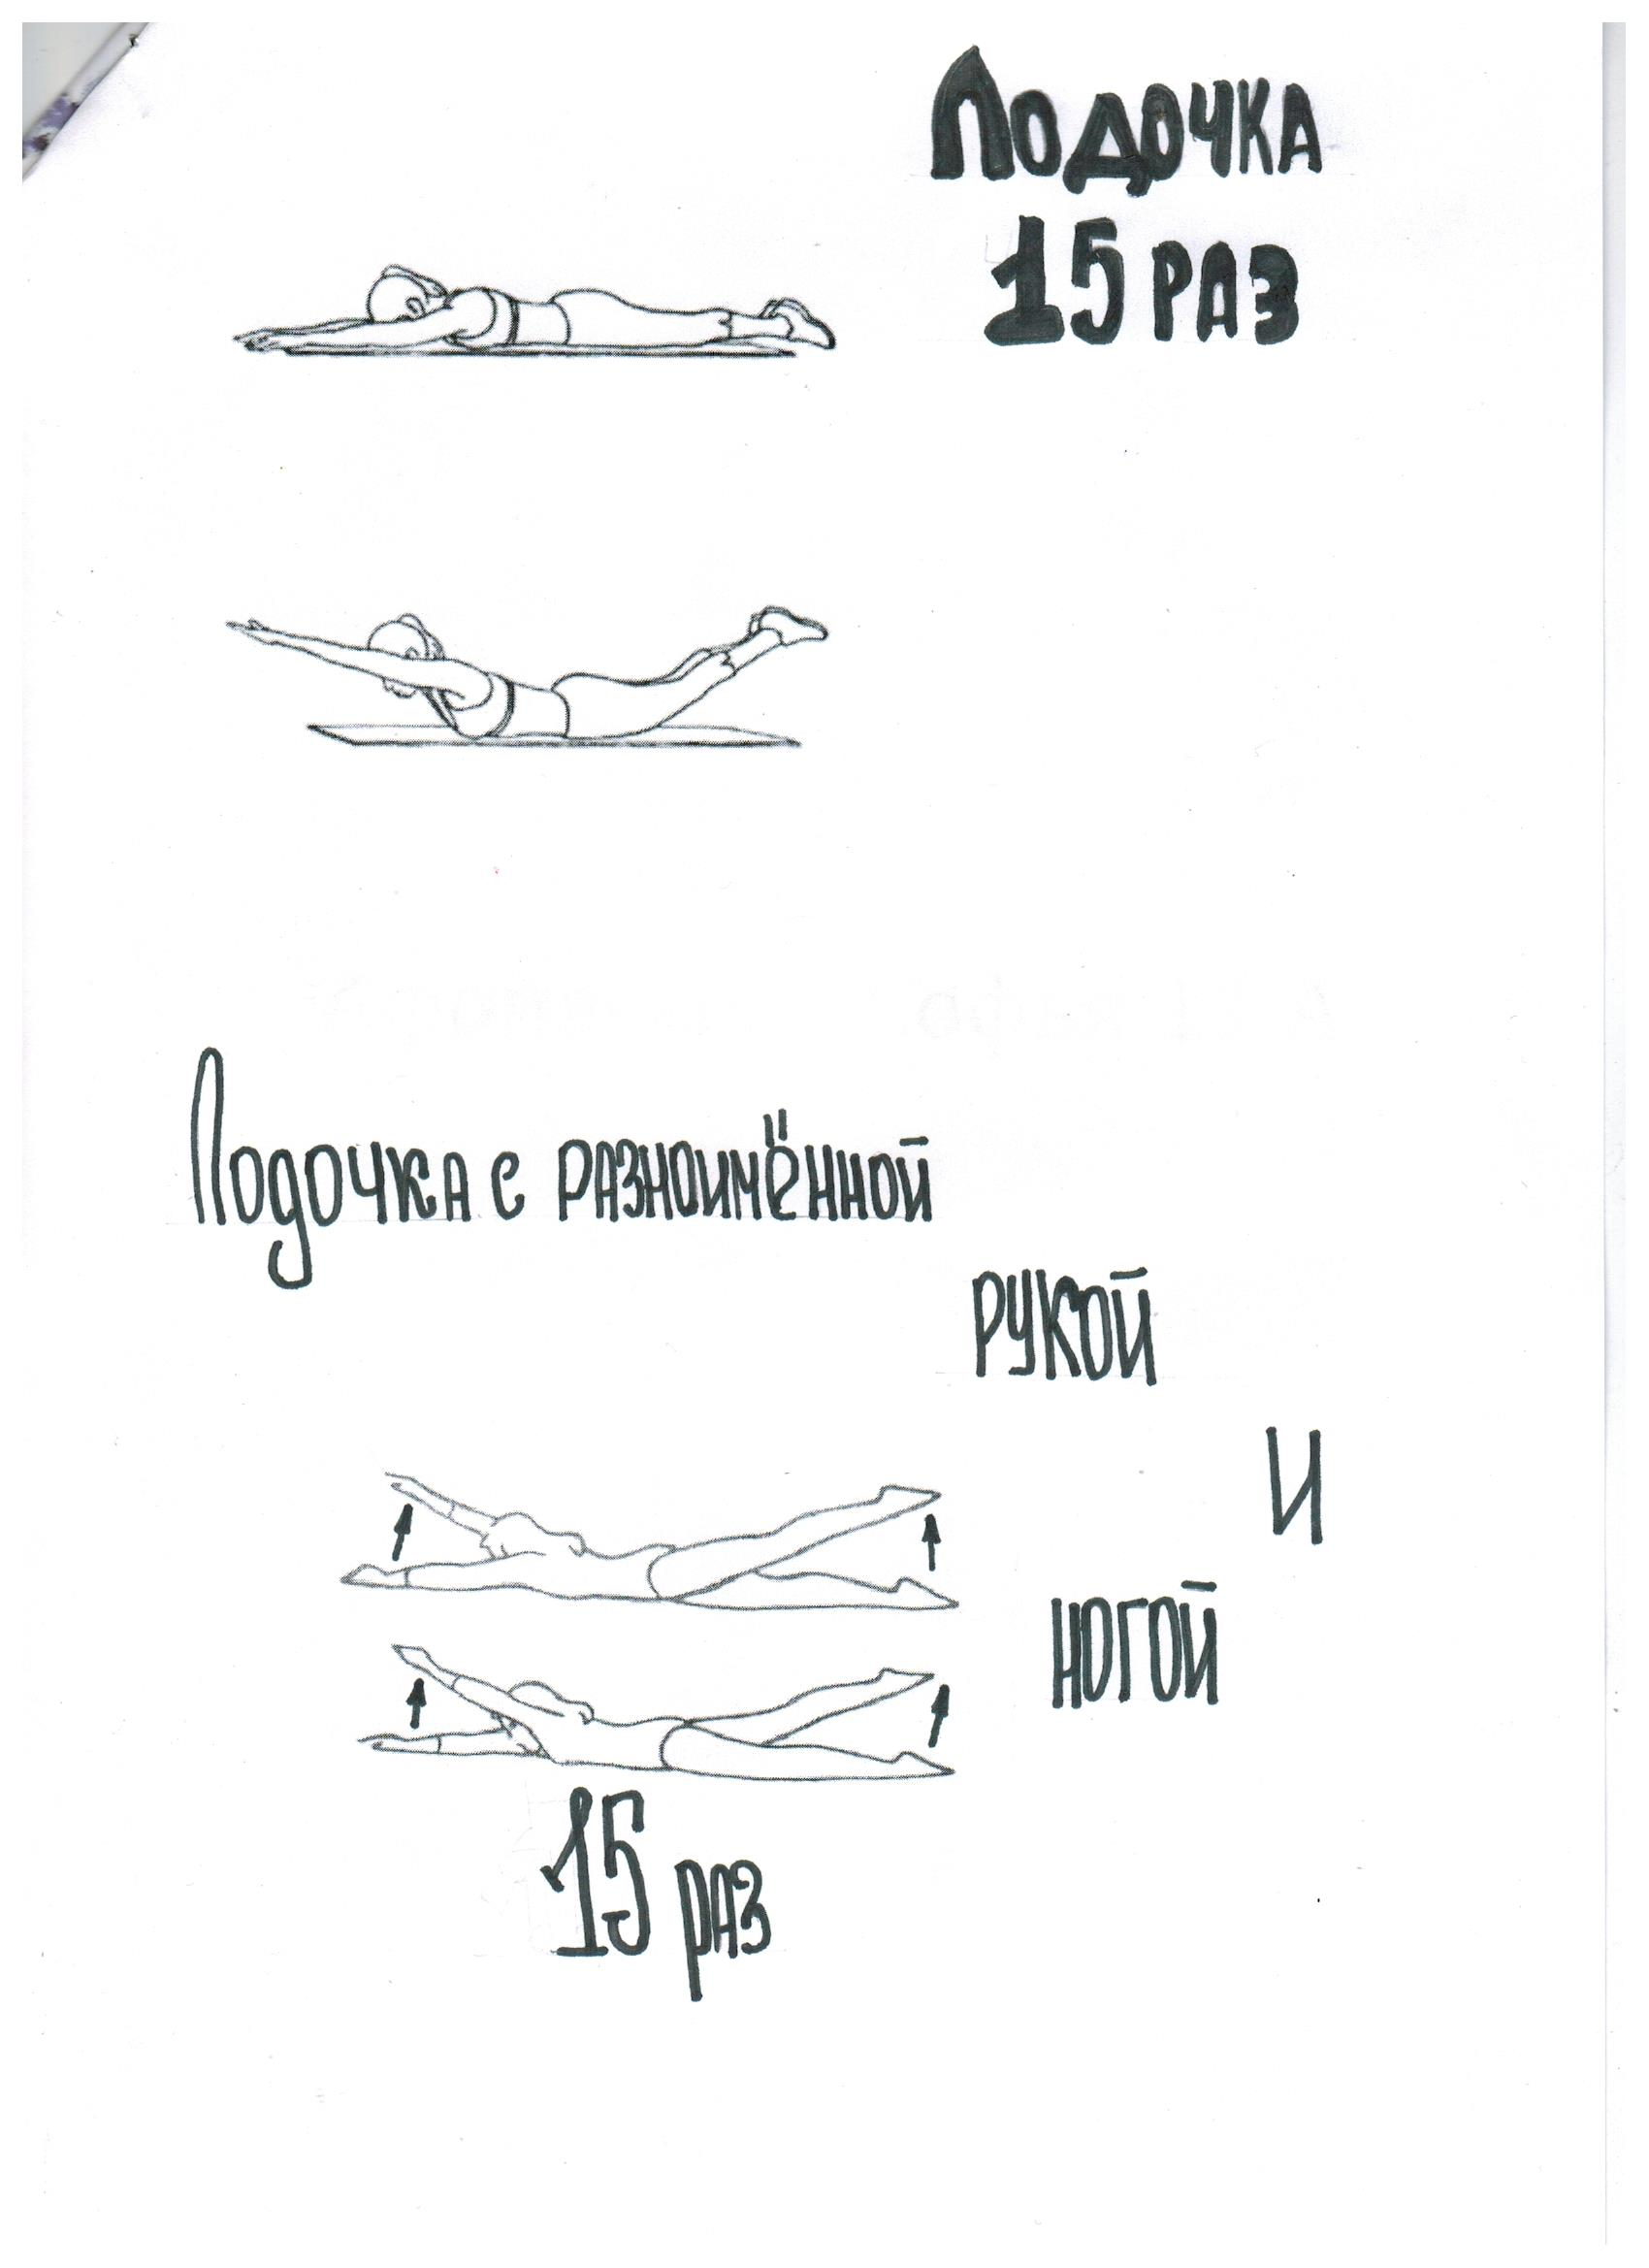 Лодочка
15 раз
Лодочка с разноимённой
рукой
и
ногой
15 раз